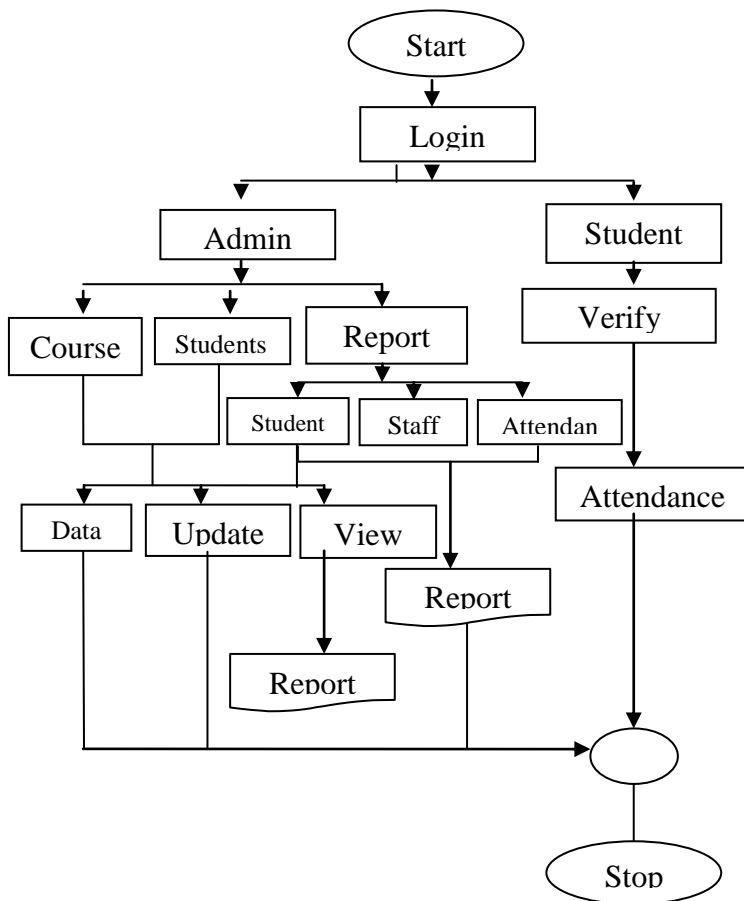 Start
Login
Admin
Student
Course
Students
Report
Verify
Student
Staff
Attendan
Data
Update
View
Attendance
Report
Report
Stop